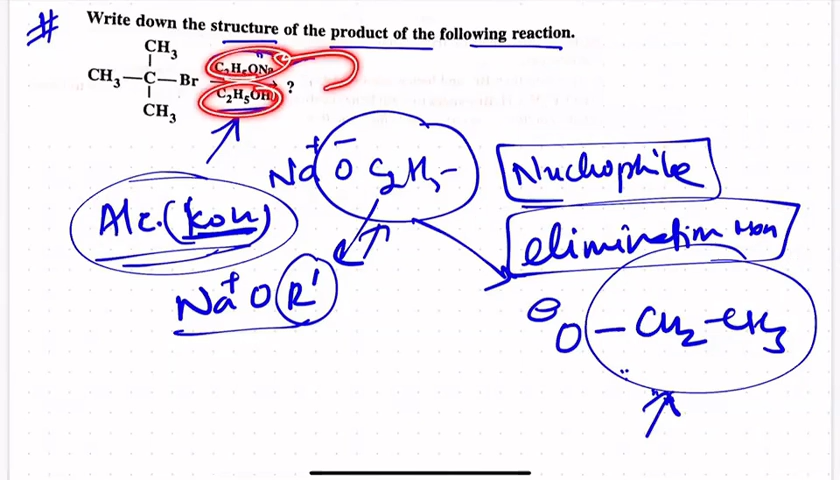 # Write down the structure of the product of the following reaction.
CH₃
CH₃—C—Br C₂H₅ONa ?
C₂H₅OH
CH₃
Na⁺ Ō C₂H₅— Nucleophile
Alc.(KOH) elimination
Na⁺ O R'
⊖O — CH₂-CH₃